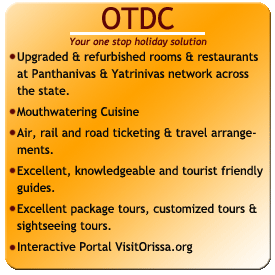 OTDC
Your one stop holiday solution
Upgraded & refurbished rooms & restaurants
at Panthanivas & Yatrinivas network across
the state.
Mouthwatering Cuisine
Air, rail and road ticketing & travel arrange-
ments.
Excellent, knowledgeable and tourist friendly
guides.
Excellent package tours, customized tours &
sightseeing tours.
Interactive Portal VisitOrissa.org